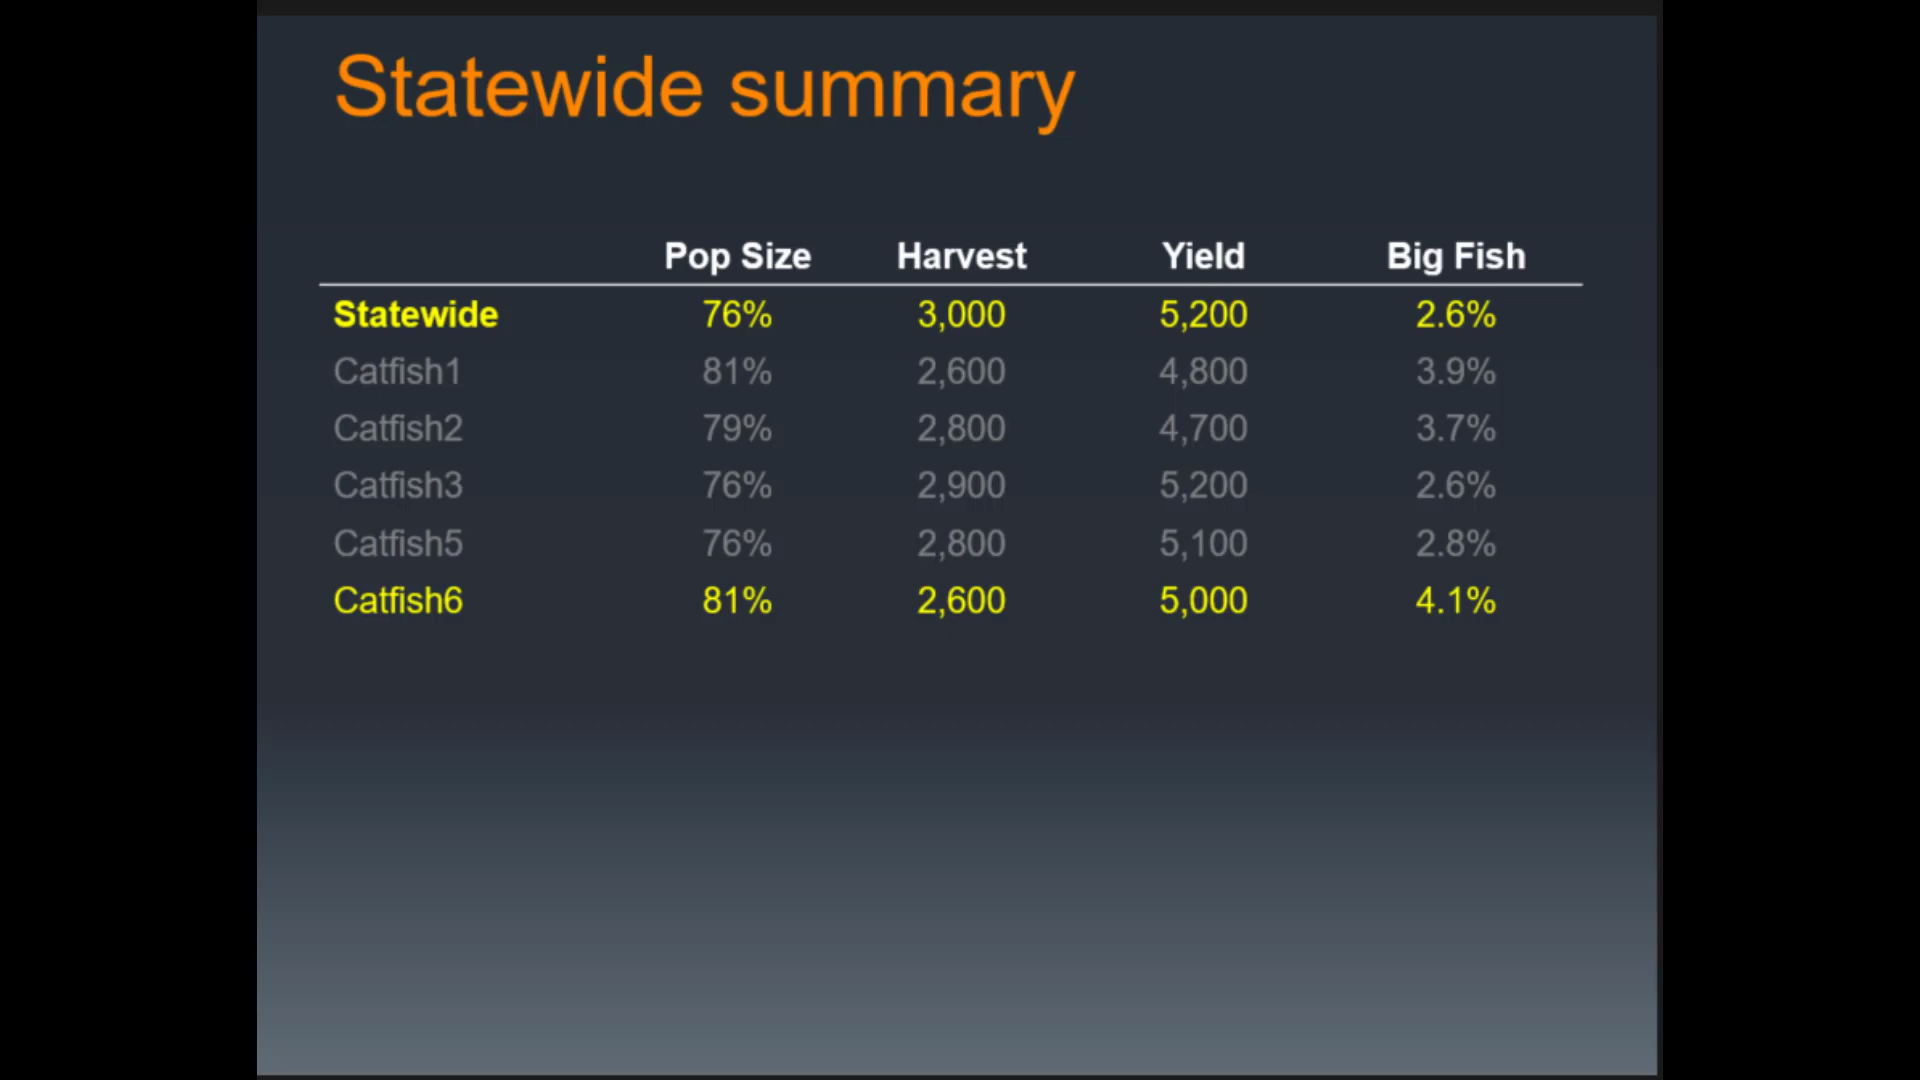 Statewide summary
Pop Size Harvest Yield Big Fish
Statewide 76% 3,000 5,200 2.6%
Catfish1 81% 2,600 4,800 3.9%
Catfish2 79% 2,800 4,700 3.7%
Catfish3 76% 2,900 5,200 2.6%
Catfish5 76% 2,800 5,100 2.8%
Catfish6 81% 2,600 5,000 4.1%